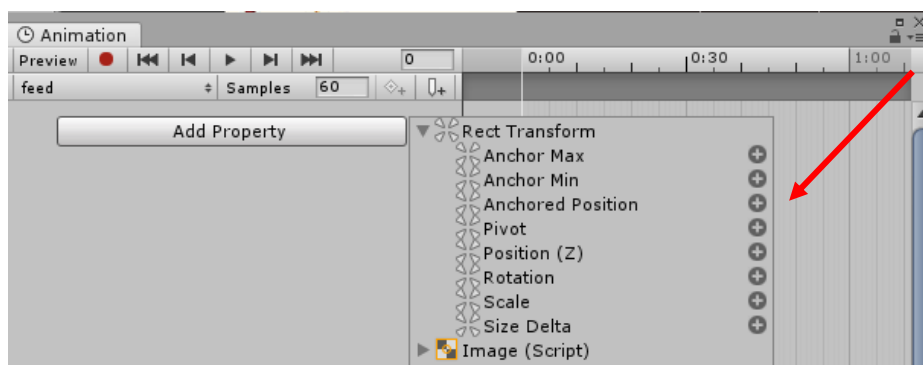 Animation
Preview 0 0:00 0:30 1:00
feed Samples 60
Add Property
Rect Transform
Anchor Max
Anchor Min
Anchored Position
Pivot
Position (Z)
Rotation
Scale
Size Delta
Image (Script)